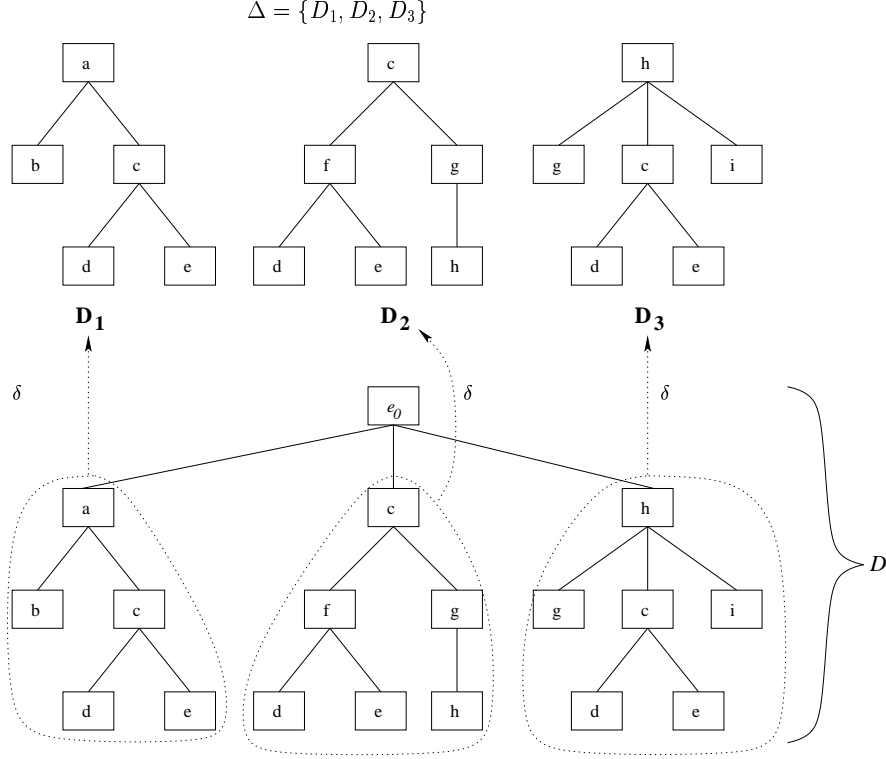 Δ = {D₁, D₂, D₃}
a c h
b c f g g c i
d e d e h d e
D₁ D₂ D₃
δ δ δ
e₀
a c h
D
b c f g g c i
d e d e h d e